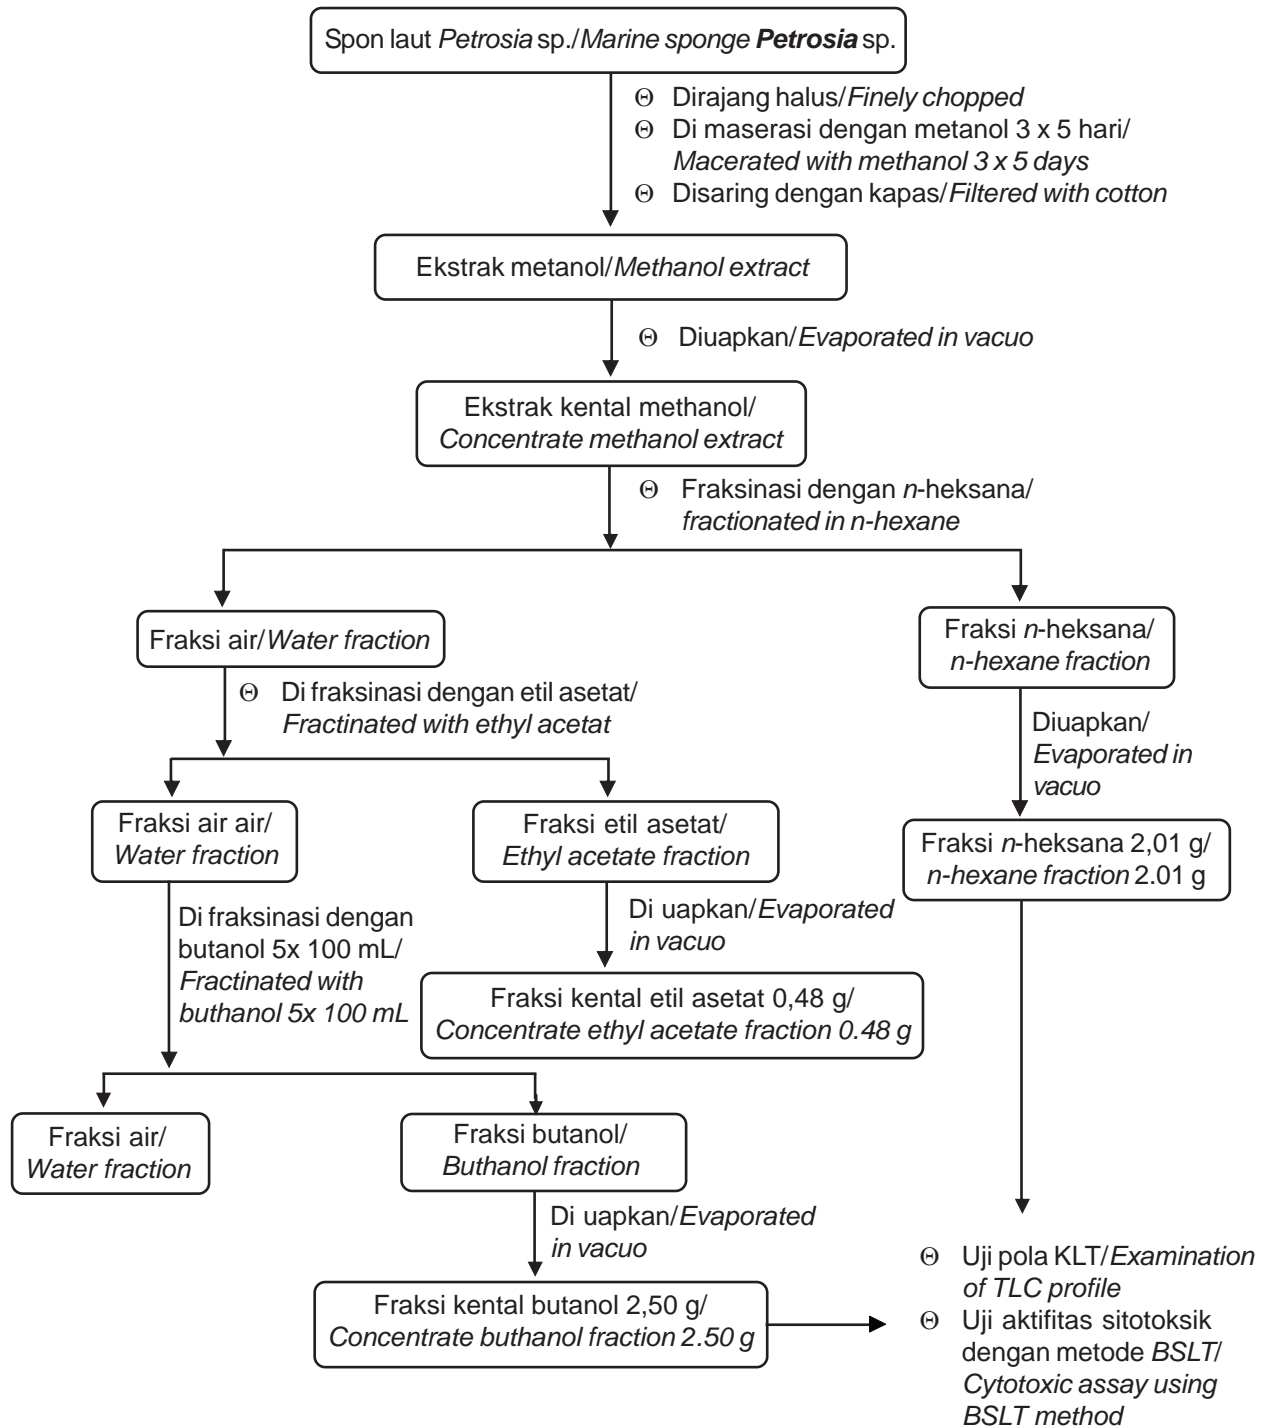 Spon laut Petrosia sp./Marine sponge Petrosia sp.
Θ Dirajang halus/Finely chopped
Θ Di maserasi dengan metanol 3 x 5 hari/
Macerated with methanol 3 x 5 days
Θ Disaring dengan kapas/Filtered with cotton
Ekstrak metanol/Methanol extract
Θ Diuapkan/Evaporated in vacuo
Ekstrak kental methanol/
Concentrate methanol extract
Θ Fraksinasi dengan n-heksana/
fractionated in n-hexane
Fraksi air/Water fraction
Fraksi n-heksana/
n-hexane fraction
Θ Di fraksinasi dengan etil asetat/
Fractinated with ethyl acetat
Diuapkan/
Evaporated in
vacuo
Fraksi air air/
Water fraction
Fraksi etil asetat/
Ethyl acetate fraction
Fraksi n-heksana 2,01 g/
n-hexane fraction 2.01 g
Di fraksinasi dengan
butanol 5x 100 mL/
Fractinated with
buthanol 5x 100 mL
Di uapkan/Evaporated
in vacuo
Fraksi kental etil asetat 0,48 g/
Concentrate ethyl acetate fraction 0.48 g
Fraksi air/
Water fraction
Fraksi butanol/
Buthanol fraction
Di uapkan/Evaporated
in vacuo
Fraksi kental butanol 2,50 g/
Concentrate buthanol fraction 2.50 g
Θ Uji pola KLT/Examination
of TLC profile
Θ Uji aktifitas sitotoksik
dengan metode BSLT/
Cytotoxic assay using
BSLT method